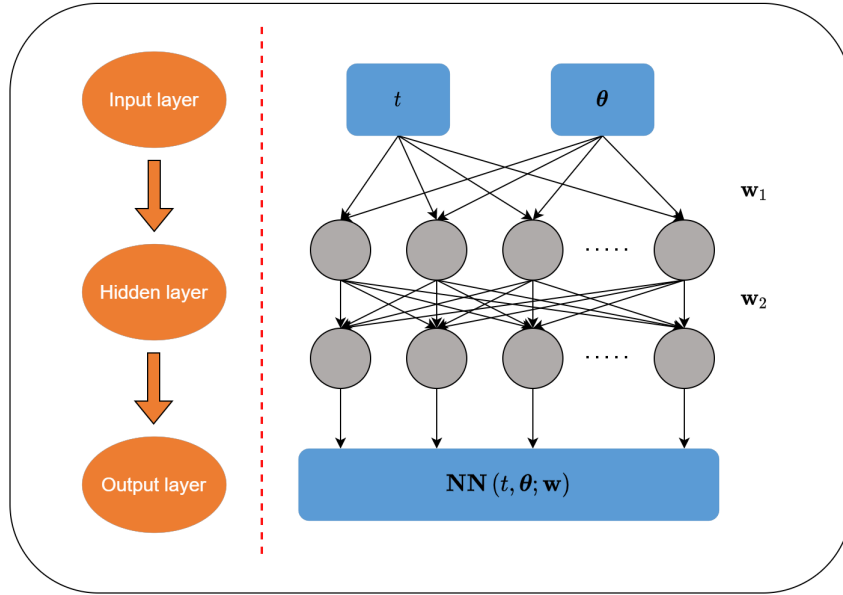 Input layer
Hidden layer
Output layer
t
θ
w₁
.....
w₂
.....
NN (t, θ; w)